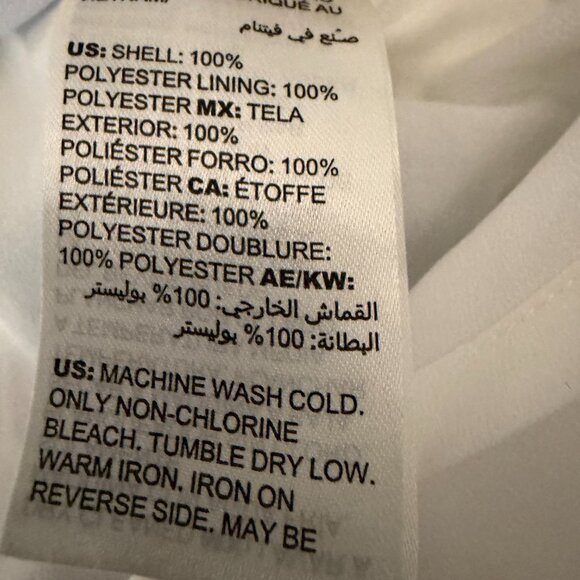 RIQUÉ AU
صنع في فيتنام
US: SHELL: 100%
POLYESTER LINING: 100%
POLYESTER MX: TELA
EXTERIOR: 100%
POLIÉSTER FORRO: 100%
POLIÉSTER CA: ÉTOFFE
EXTÉRIEURE: 100%
POLYESTER DOUBLURE:
100% POLYESTER AE/KW:
القماش الخارجي: 100% بوليستر
البطانة: 100% بوليستر
US: MACHINE WASH COLD.
ONLY NON-CHLORINE
BLEACH. TUMBLE DRY LOW.
WARM IRON. IRON ON
REVERSE SIDE. MAY BE